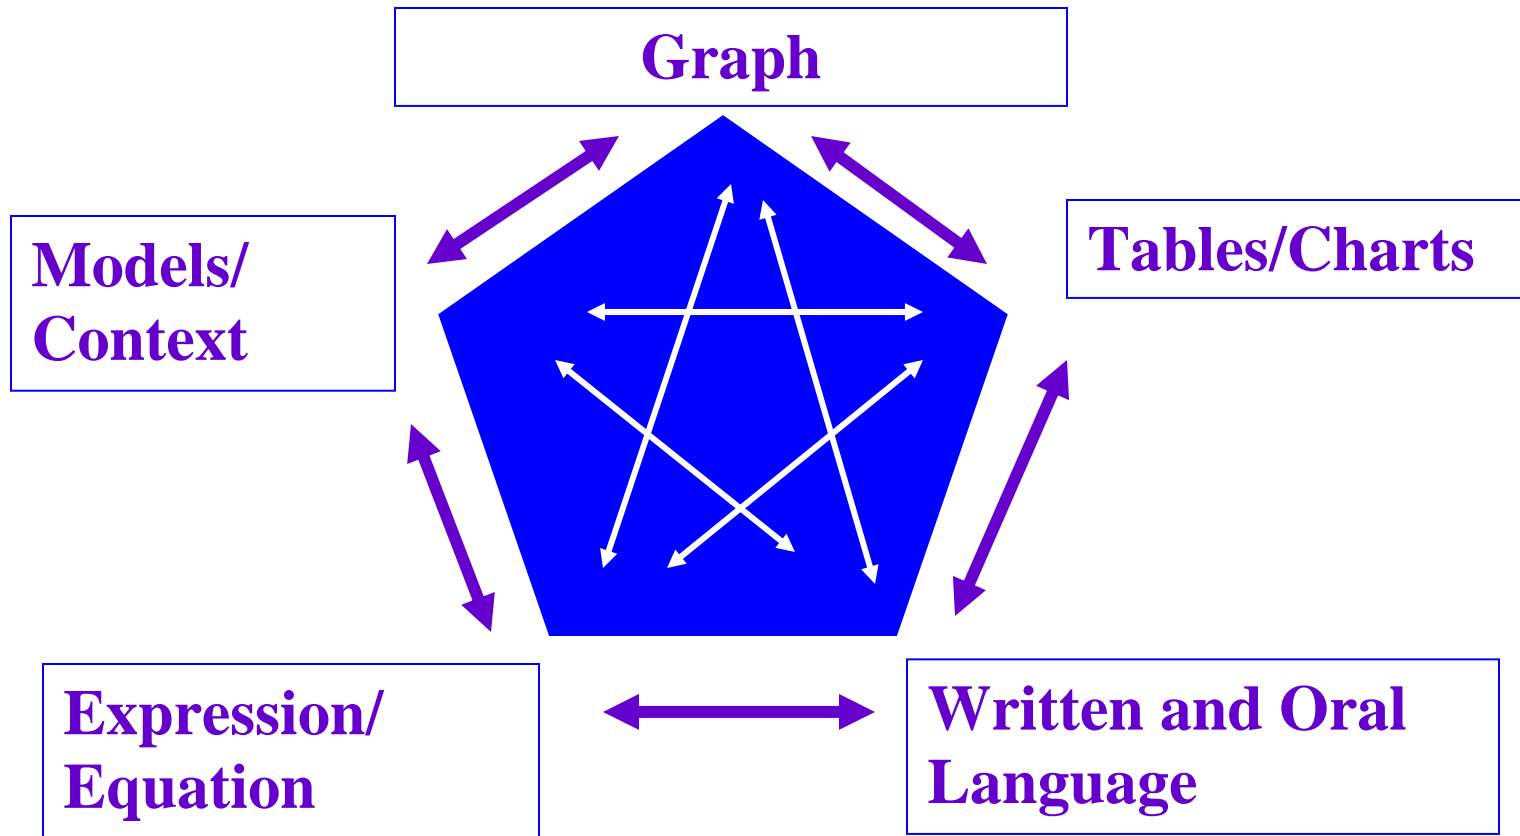 Graph
Models/
Context
Tables/Charts
Expression/
Equation
Written and Oral
Language